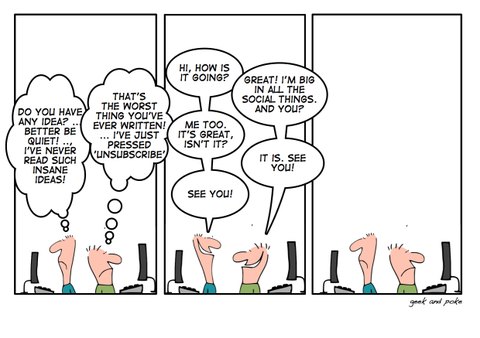 DO YOU HAVE
ANY IDEA? ..
BETTER BE
QUIET! ..,
I'VE NEVER
READ SUCH
INSANE
IDEAS!
THAT'S
THE WORST
THING YOU'VE
EVER WRITTEN!
... I'VE JUST
PRESSED
'UNSUBSCRIBE'
HI, HOW IS
IT GOING?
GREAT! I'M BIG
IN ALL THE
SOCIAL THINGS.
AND YOU?
ME TOO.
IT'S GREAT,
ISN'T IT?
IT IS. SEE
YOU!
SEE YOU!
geek and poke